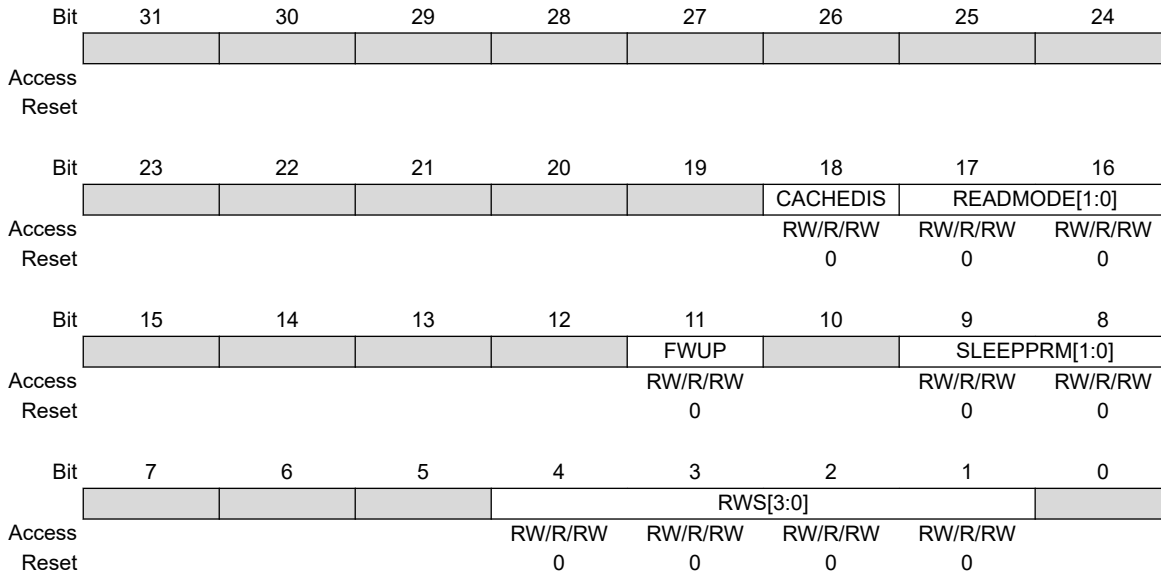 Bit 31 30 29 28 27 26 25 24
Access
Reset
Bit 23 22 21 20 19 18 17 16
CACHEDIS READMODE[1:0]
Access RW/R/RW RW/R/RW RW/R/RW
Reset 0 0 0
Bit 15 14 13 12 11 10 9 8
FWUP SLEEPPRM[1:0]
Access RW/R/RW RW/R/RW RW/R/RW
Reset 0 0 0
Bit 7 6 5 4 3 2 1 0
RWS[3:0]
Access RW/R/RW RW/R/RW RW/R/RW RW/R/RW
Reset 0 0 0 0